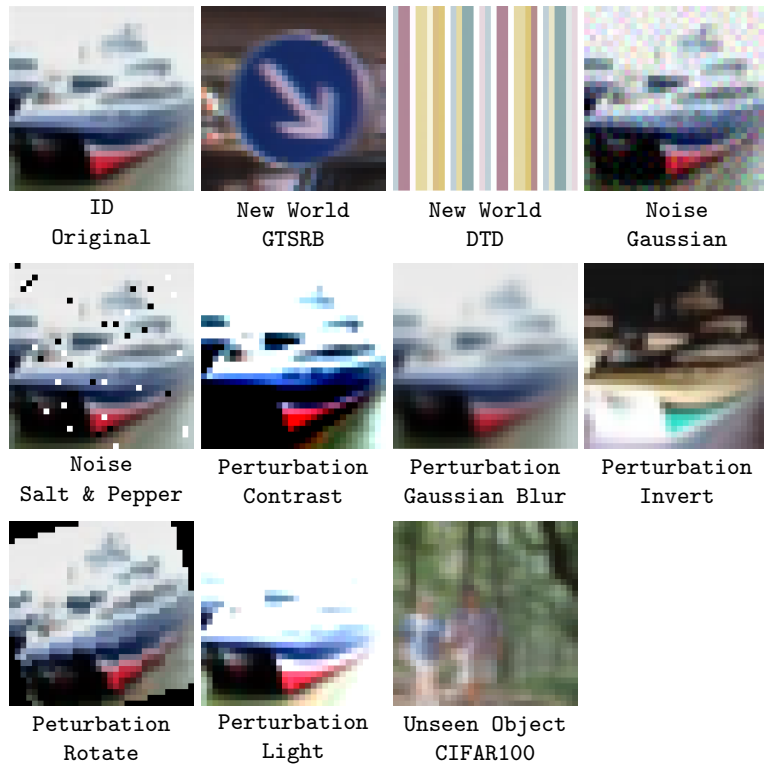 ID
Original
New World
GTSRB
New World
DTD
Noise
Gaussian
Noise
Salt & Pepper
Perturbation
Contrast
Perturbation
Gaussian Blur
Perturbation
Invert
Peturbation
Rotate
Perturbation
Light
Unseen Object
CIFAR100